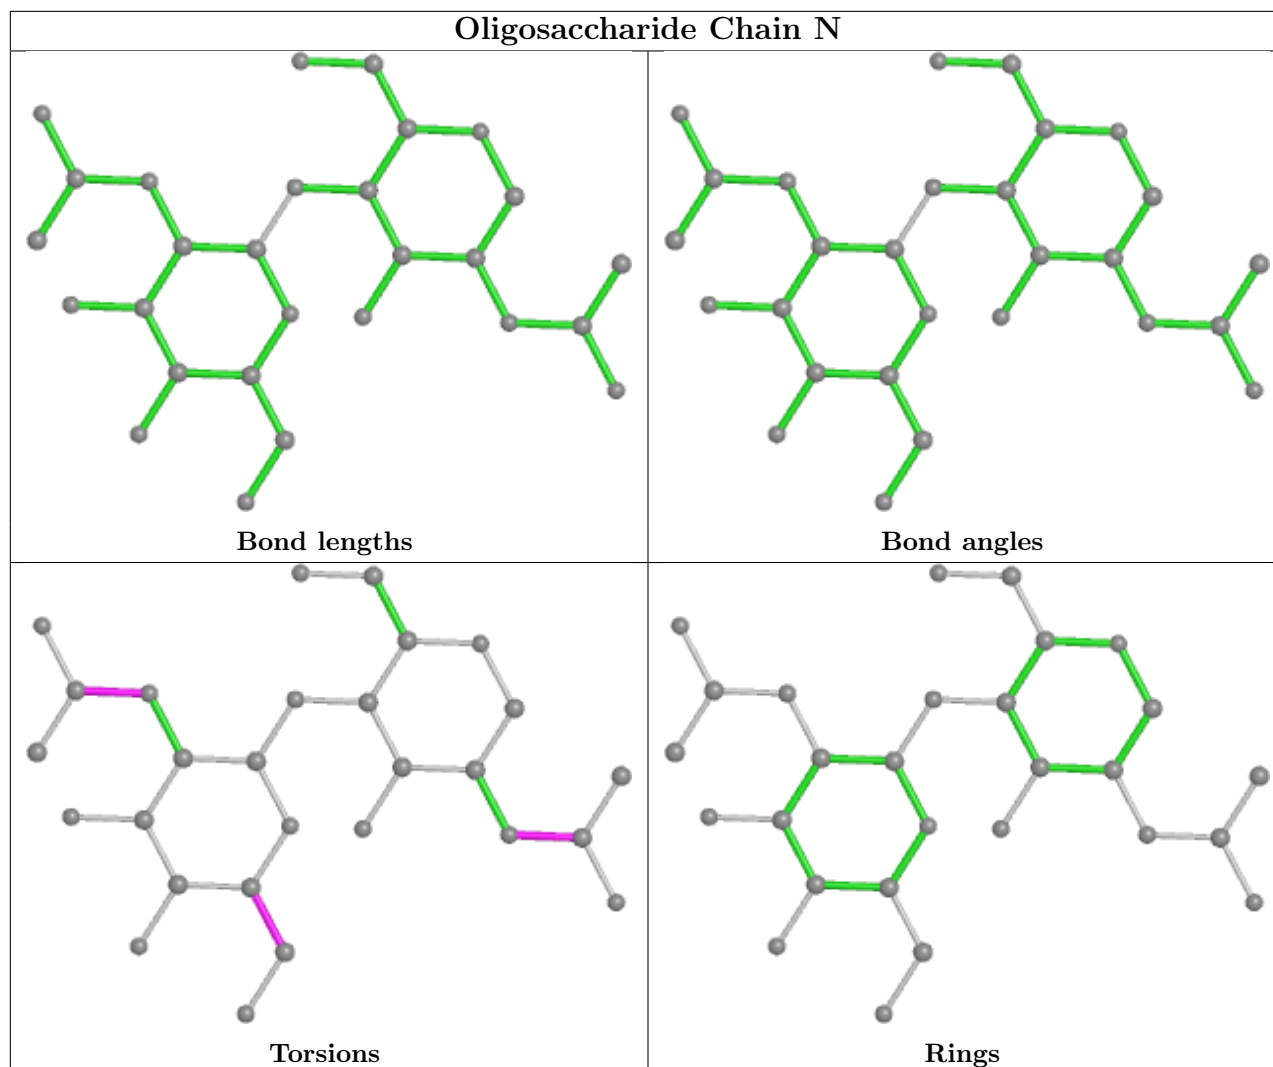 Oligosaccharide Chain N
Bond lengths
Bond angles
Torsions
Rings